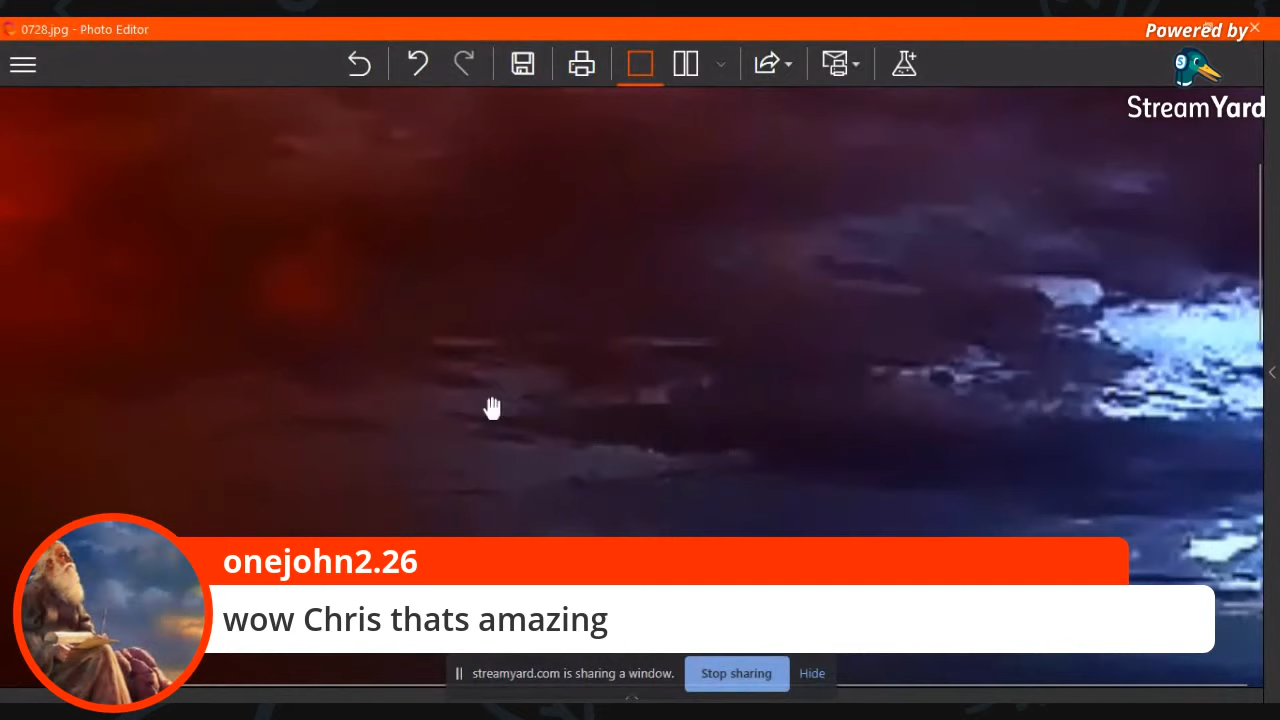 0728.jpg - Photo Editor
Powered by
StreamYard
onejohn2.26
wow Chris thats amazing
streamyard.com is sharing a window.
Stop sharing
Hide